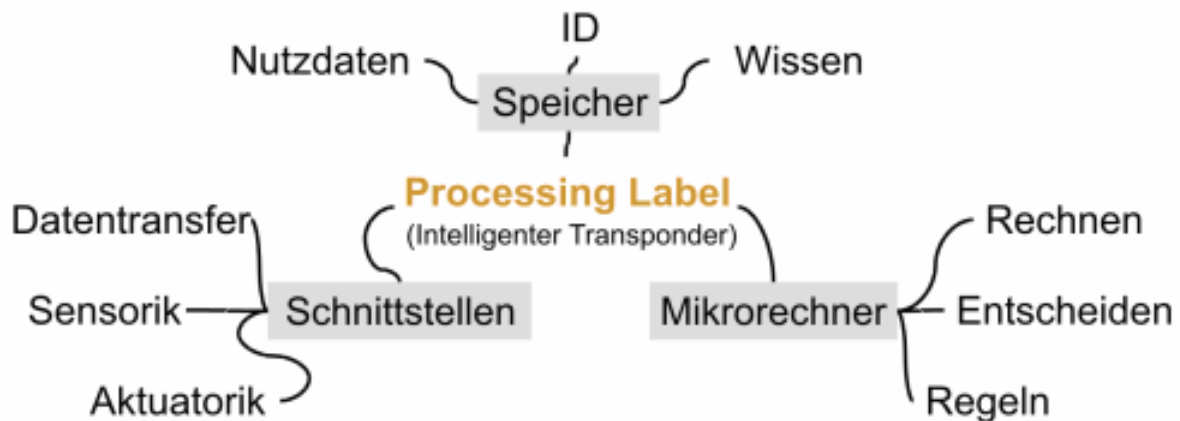 ID
Nutzdaten
Wissen
Speicher
Processing Label
(Intelligenter Transponder)
Datentransfer
Rechnen
Sensorik
Schnittstellen
Mikrorechner
Entscheiden
Aktuatorik
Regeln